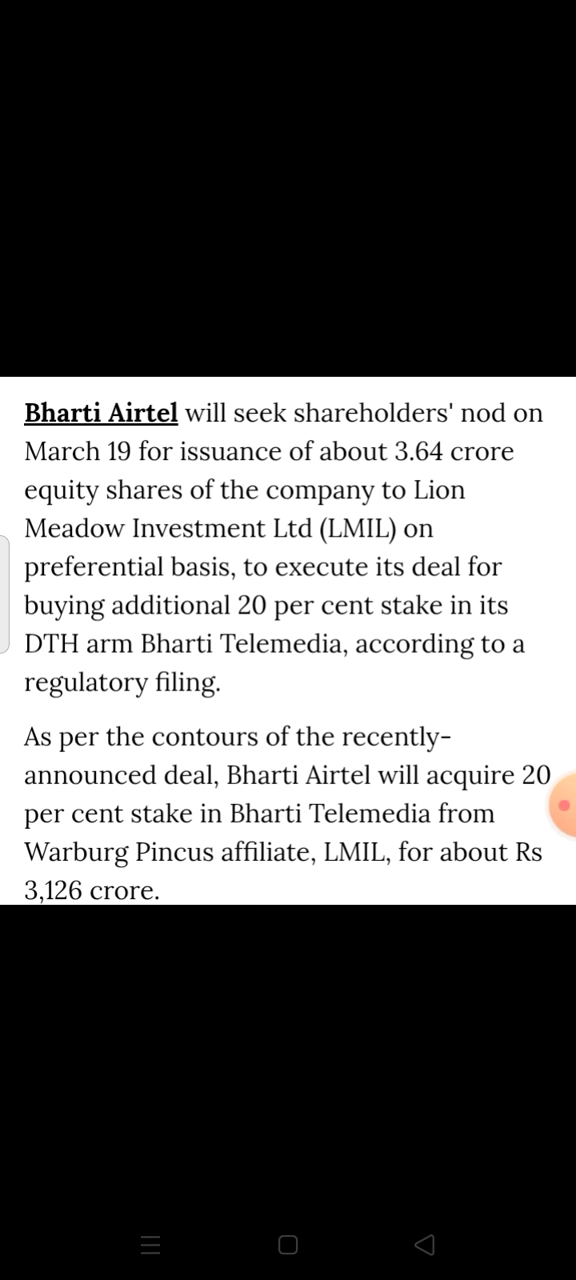 Bharti Airtel will seek shareholders' nod on
March 19 for issuance of about 3.64 crore
equity shares of the company to Lion
Meadow Investment Ltd (LMIL) on
preferential basis, to execute its deal for
buying additional 20 per cent stake in its
DTH arm Bharti Telemedia, according to a
regulatory filing.
As per the contours of the recently-
announced deal, Bharti Airtel will acquire 20
per cent stake in Bharti Telemedia from
Warburg Pincus affiliate, LMIL, for about Rs
3,126 crore.